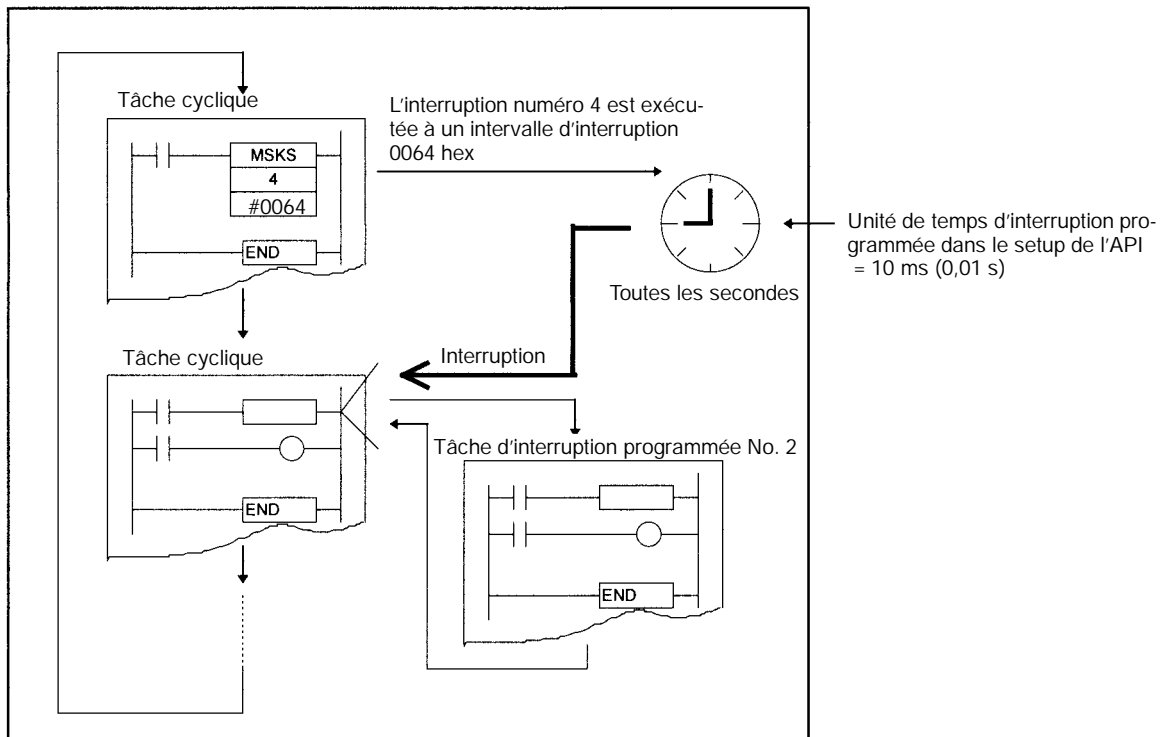 Tâche cyclique
L'interruption numéro 4 est exécu-
tée à un intervalle d'interruption
0064 hex
MSKS
4
#0064
END
Unité de temps d'interruption pro-
grammée dans le setup de l'API
= 10 ms (0,01 s)
Toutes les secondes
Tâche cyclique
Interruption
END
Tâche d'interruption programmée No. 2
END